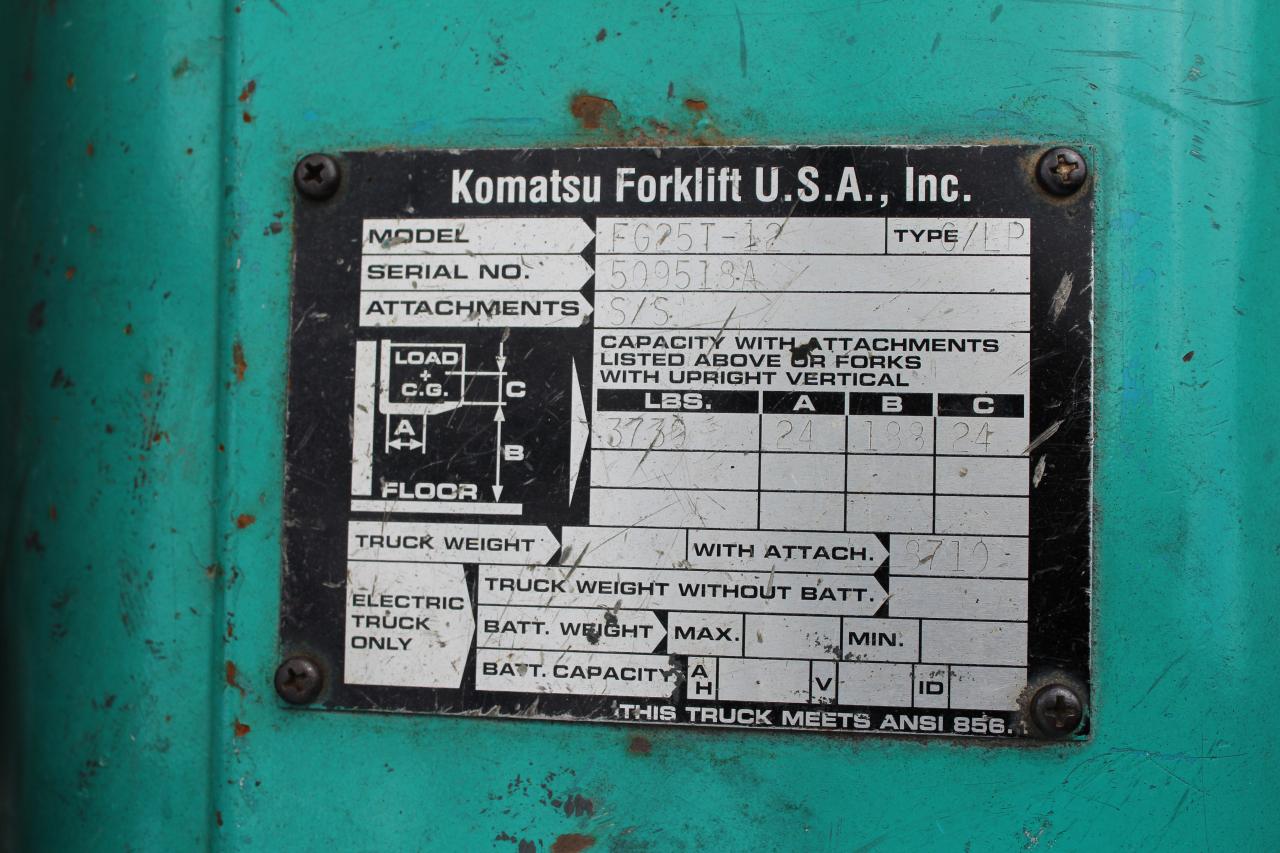 Komatsu Forklift U.S.A., Inc.
MODEL FG25T-12 TYPE G/LP
SERIAL NO. 509518A
ATTACHMENTS S/S
CAPACITY WITH ATTACHMENTS
LISTED ABOVE OR FORKS
WITH UPRIGHT VERTICAL
LOAD
+
C.G.
C
A
B
FLOOR
LBS. A B C
24 188 24
TRUCK WEIGHT WITH ATTACH. 8710
TRUCK WEIGHT WITHOUT BATT.
ELECTRIC
TRUCK
ONLY
BATT. WEIGHT MAX. MIN.
BATT. CAPACITY AH V ID
THIS TRUCK MEETS ANSI B56.